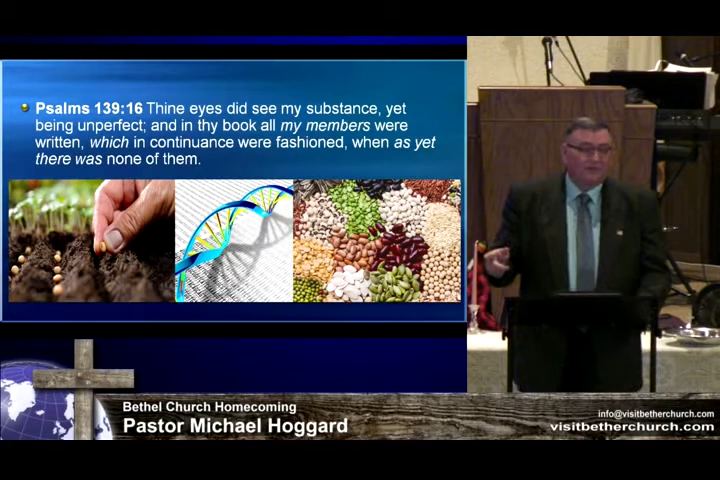 Psalms 139:16 Thine eyes did see my substance, yet
being unperfect; and in thy book all my members were
written, which in continuance were fashioned, when as yet
there was none of them.
Bethel Church Homecoming
Pastor Michael Hoggard
info@visitbetherchurch.com
visitbetherchurch.com